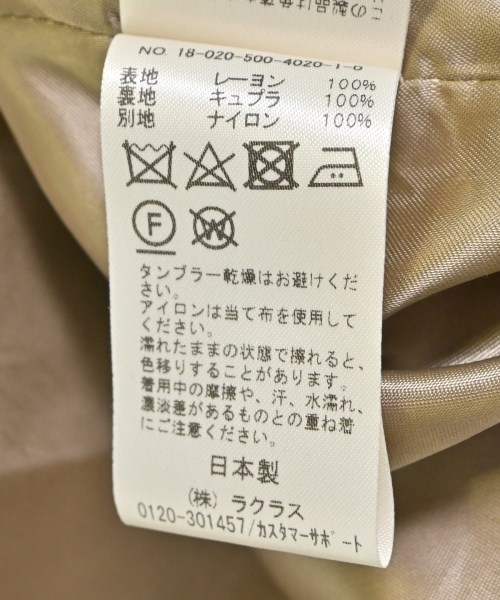 NO. 18-020-500-4020-1-6
表地 レーヨン 100%
裏地 キュプラ 100%
別地 ナイロン 100%
F W
タンブラー乾燥はお避けくだ
さい。
アイロンは当て布を使用して
ください。
濡れたままの状態で擦れると、
色移りすることがあります。
着用中の摩擦や、汗、水濡れ、
濃淡差があるものとの重ね着
にご注意ください。
日本製
(株) ラクラス
0120-301457/カスタマーサポート